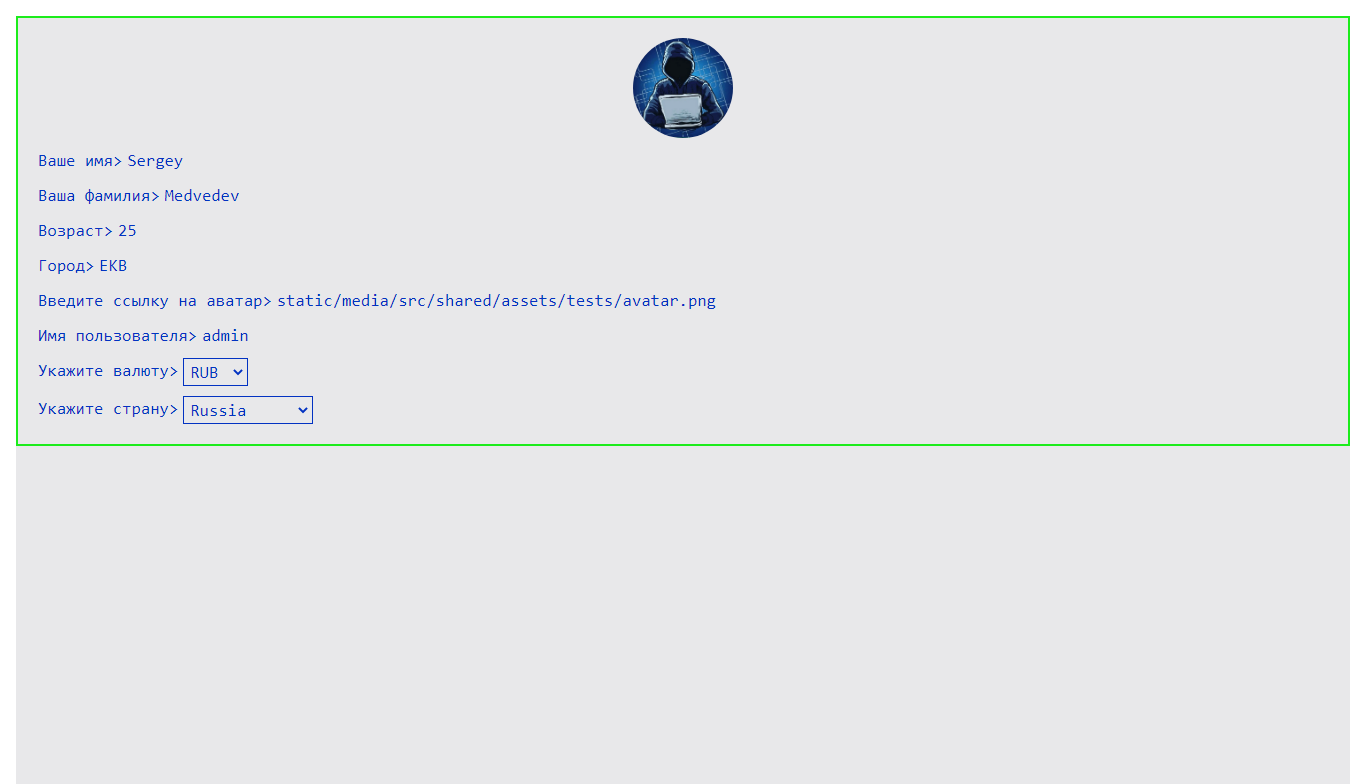 Ваше имя> Sergey
Ваша фамилия> Medvedev
Возраст> 25
Город> EKB
Введите ссылку на аватар> static/media/src/shared/assets/tests/avatar.png
Имя пользователя> admin
Укажите валюту> RUB
Укажите страну> Russia